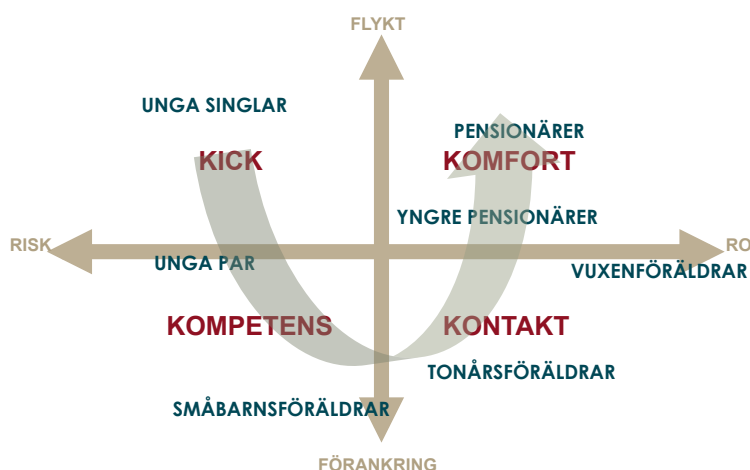 FLYKT
UNGA SINGLAR
PENSIONÄRER
KICK
KOMFORT
YNGRE PENSIONÄRER
RISK
RO
UNGA PAR
VUXENFÖRÄLDRAR
KOMPETENS
KONTAKT
TONÅRSFÖRÄLDRAR
SMÅBARNSFÖRÄLDRAR
FÖRANKRING